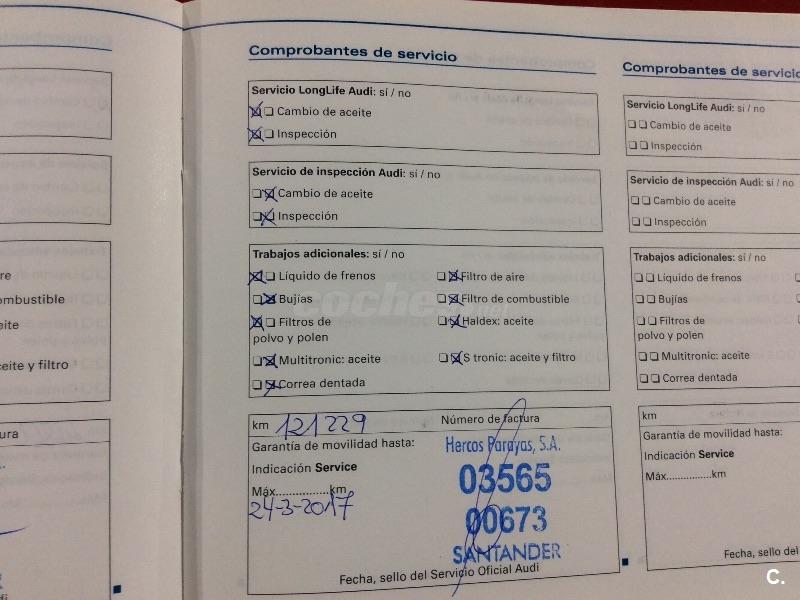 Comprobantes de servicio
Servicio LongLife Audi: sí / no
Cambio de aceite
Inspección
Servicio de inspección Audi: sí / no
Cambio de aceite
Inspección
Trabajos adicionales: sí / no
Líquido de frenos
Filtro de aire
Bujías
Filtro de combustible
Filtros de
polvo y polen
Haldex: aceite
Multitronic: aceite
S tronic: aceite y filtro
Correa dentada
km 121229
Número de factura
Garantía de movilidad hasta:
Indicación Service
Máx................km
24-3-2017
Hercos Parayas, S.A.
03565
00673
SANTANDER
Fecha, sello del Servicio Oficial Audi
Comprobantes de servicio
Servicio LongLife Audi: sí / no
Cambio de aceite
Inspección
Servicio de inspección Audi: sí / no
Cambio de aceite
Inspección
Trabajos adicionales: sí / no
Líquido de frenos
Bujías
Filtros de
polvo y polen
Multitronic: aceite
Correa dentada
km
Garantía de movilidad hasta:
Indicación Service
Máx................km
Fecha, sello del
coches.net
C.